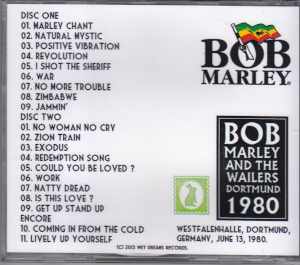 DISC ONE
01. MARLEY CHANT
02. NATURAL MYSTIC
03. POSITIVE VIBRATION
04. REVOLUTION
05. I SHOT THE SHERIFF
06. WAR
07. NO MORE TROUBLE
08. ZIMBABWE
09. JAMMIN'
DISC TWO
01. NO WOMAN NO CRY
02. ZION TRAIN
03. EXODUS
04. REDEMPTION SONG
05. COULD YOU BE LOVED ?
06. WORK
07. NATTY DREAD
08. IS THIS LOVE ?
09. GET UP STAND UP
ENCORE
10. COMING IN FROM THE COLD
11. LIVELY UP YOURSELF
(C) 2013 WET DREAMS RECORDS
BOB
MARLEY
BOB
MARLEY
AND THE
WAILERS
DORTMUND
1980
WESTFALENHALLE, DORTMUND,
GERMANY, JUNE 13, 1980.